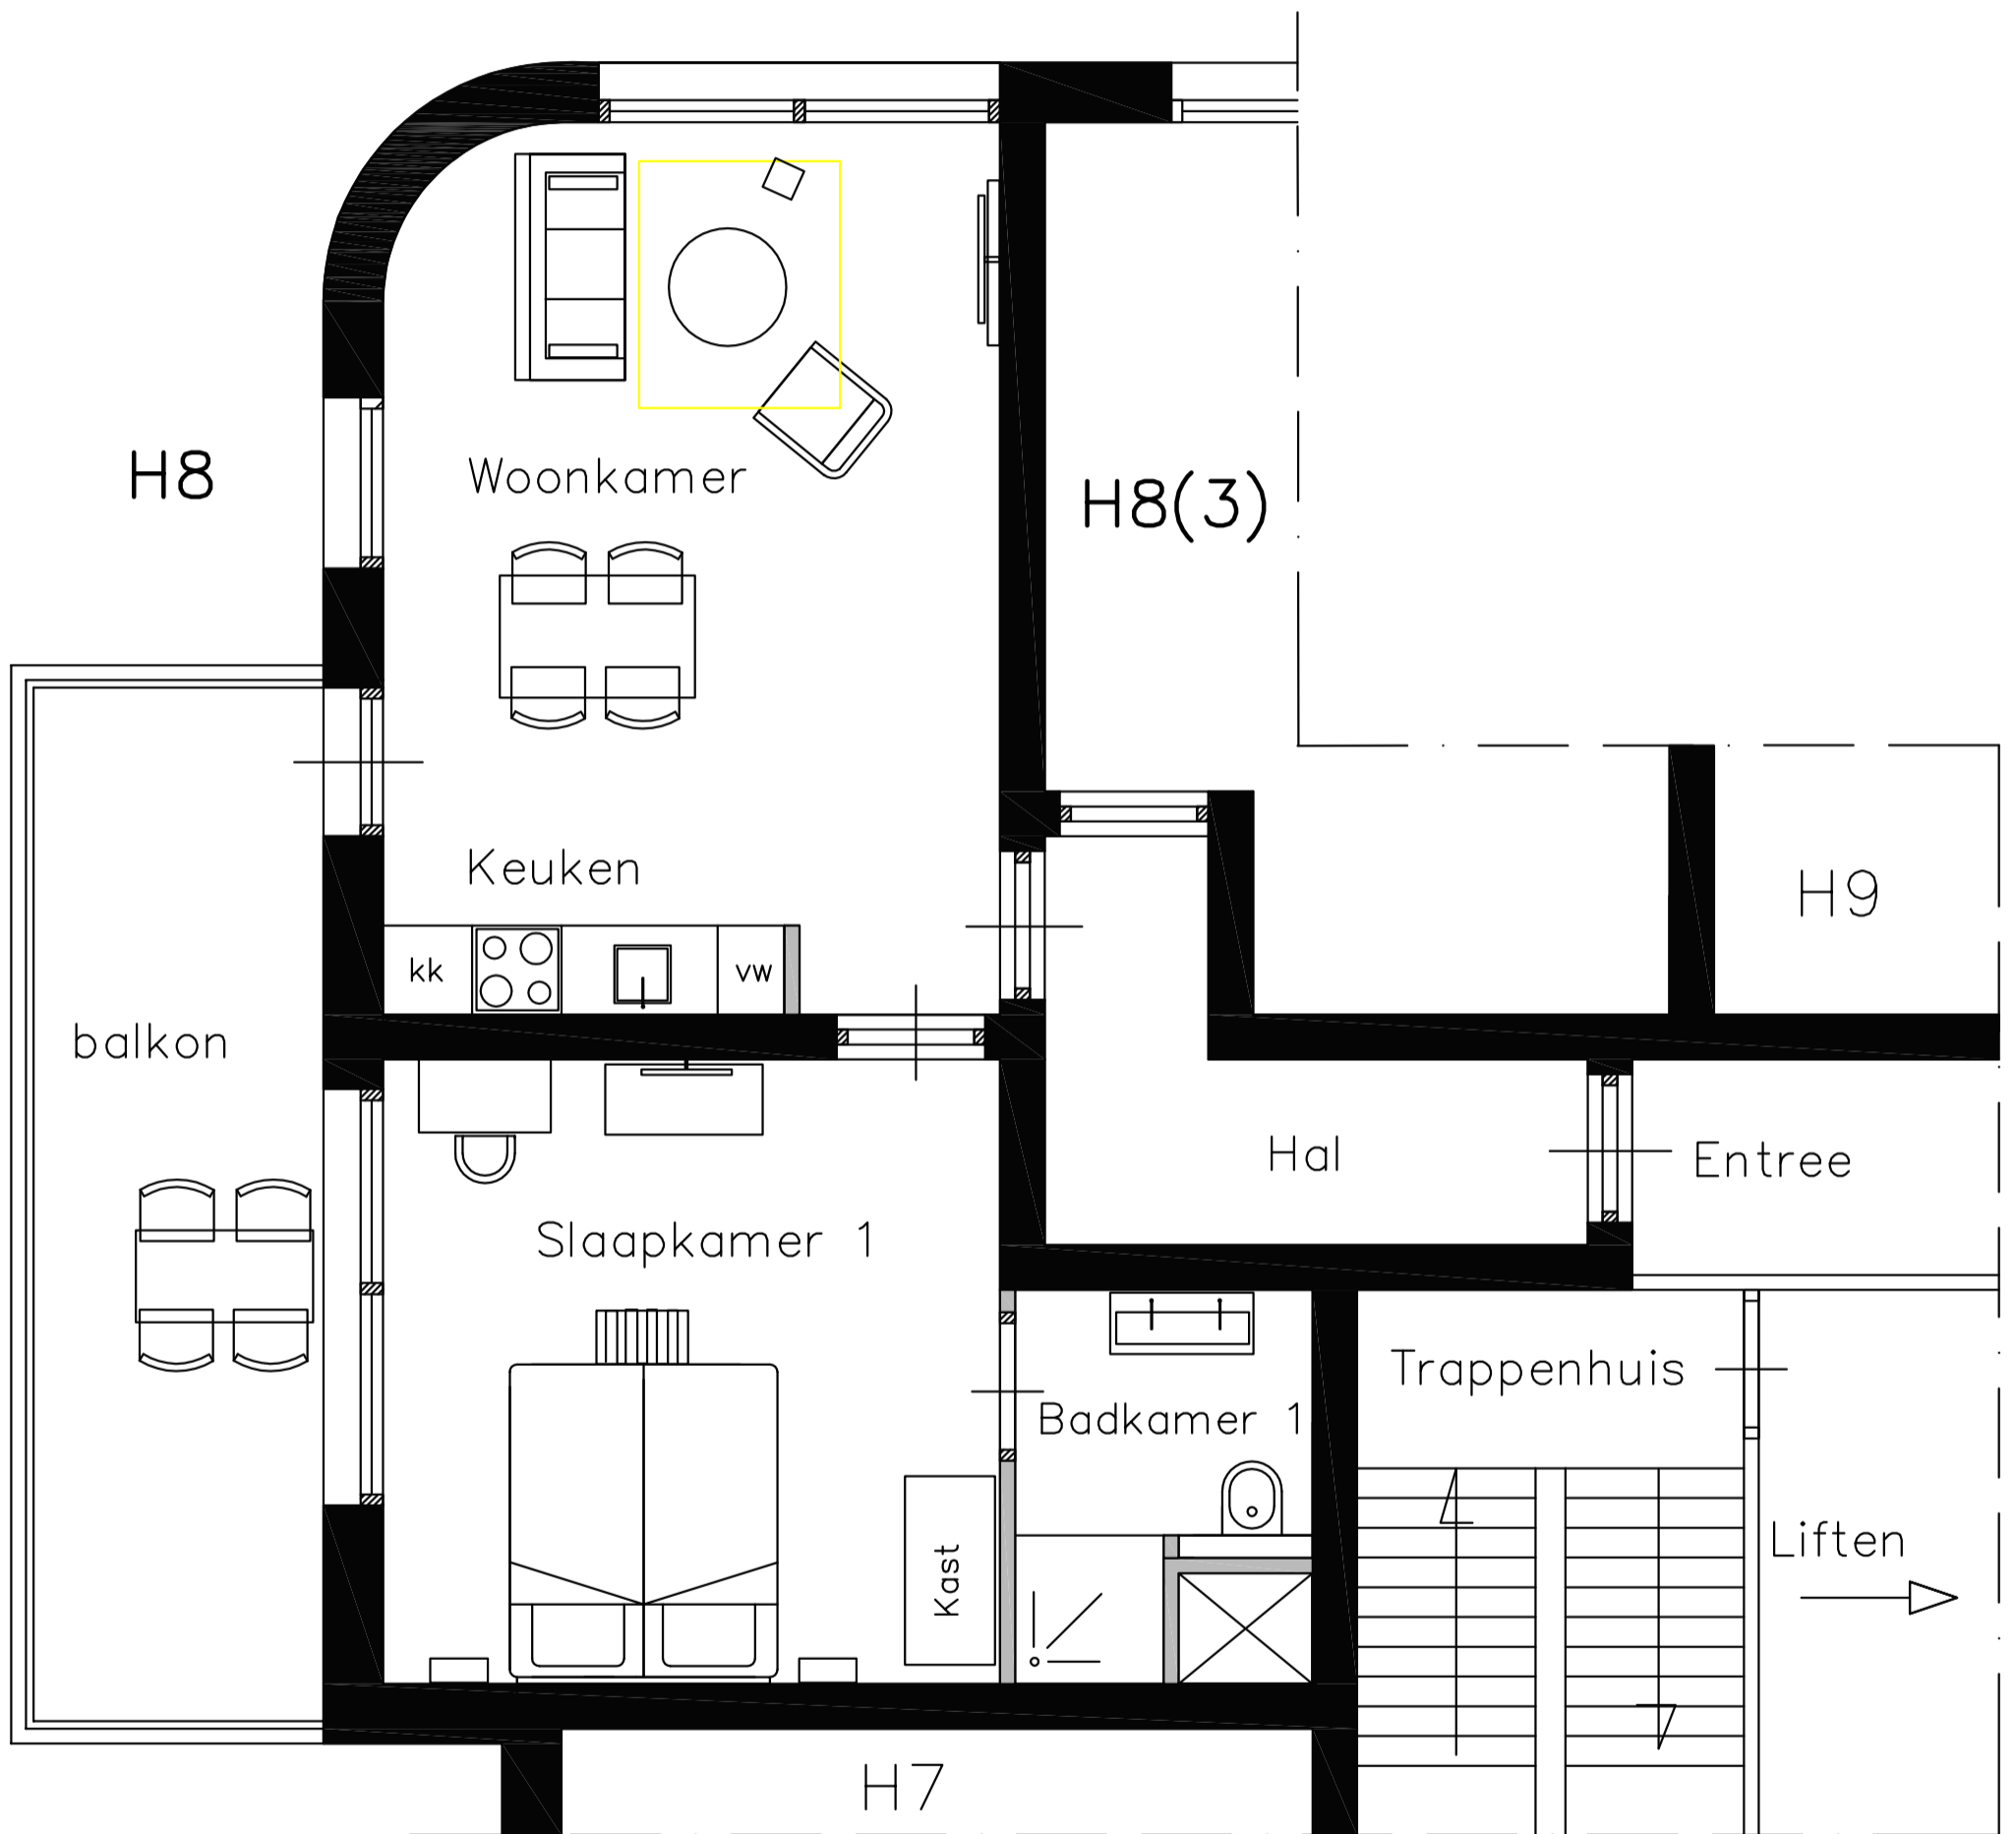 H8
Woonkamer
H8(3)
Keuken
H9
kk
vw
balkon
Hal
Entree
Slaapkamer 1
Trappenhuis
Badkamer 1
Liften
Kast
H7